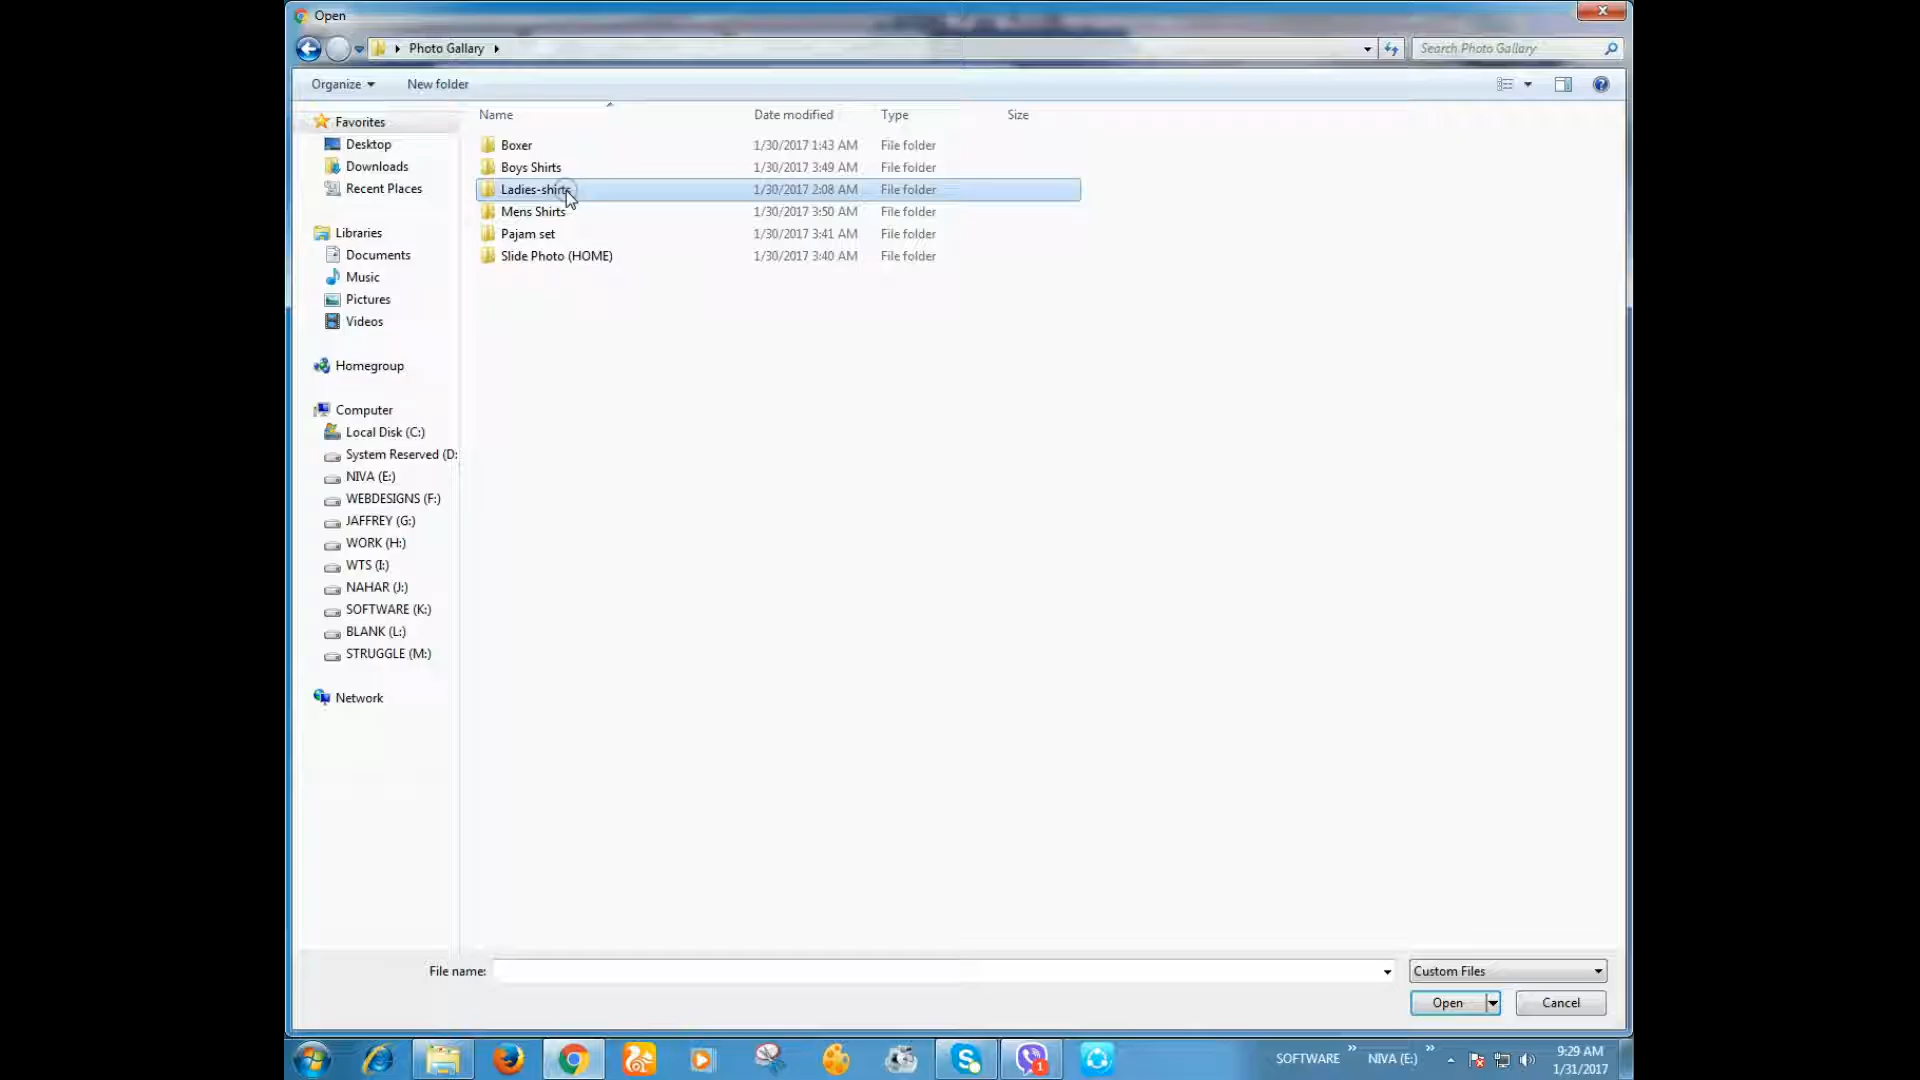 Open
Photo Gallary
Search Photo Gallary
Organize
New folder
Name
Date modified
Type
Size
Favorites
Desktop
Downloads
Recent Places
Libraries
Documents
Music
Pictures
Videos
Homegroup
Computer
Local Disk (C:)
System Reserved (D:
NIVA (E:)
WEBDESIGNS (F:)
JAFFREY (G:)
WORK (H:)
WTS (I:)
NAHAR (J:)
SOFTWARE (K:)
BLANK (L:)
STRUGGLE (M:)
Network
Boxer 1/30/2017 1:43 AM File folder
Boys Shirts 1/30/2017 3:49 AM File folder
Ladies-shirts 1/30/2017 2:08 AM File folder
Mens Shirts 1/30/2017 3:50 AM File folder
Pajam set 1/30/2017 3:41 AM File folder
Slide Photo (HOME) 1/30/2017 3:40 AM File folder
File name:
Custom Files
Open
Cancel
SOFTWARE »
NIVA (E:) »
1
9:29 AM
1/31/2017